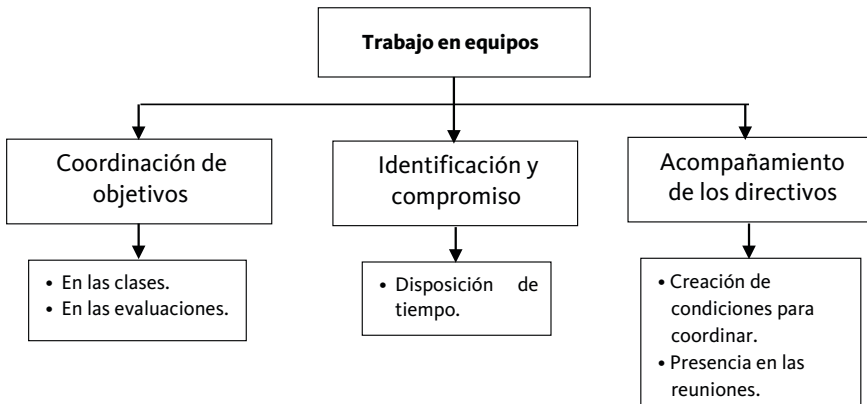 Trabajo en equipos
Coordinación de
objetivos
Identificación y
compromiso
Acompañamiento
de los directivos
• En las clases.
• En las evaluaciones.
• Disposición de
tiempo.
• Creación de
condiciones para
coordinar.
• Presencia en las
reuniones.